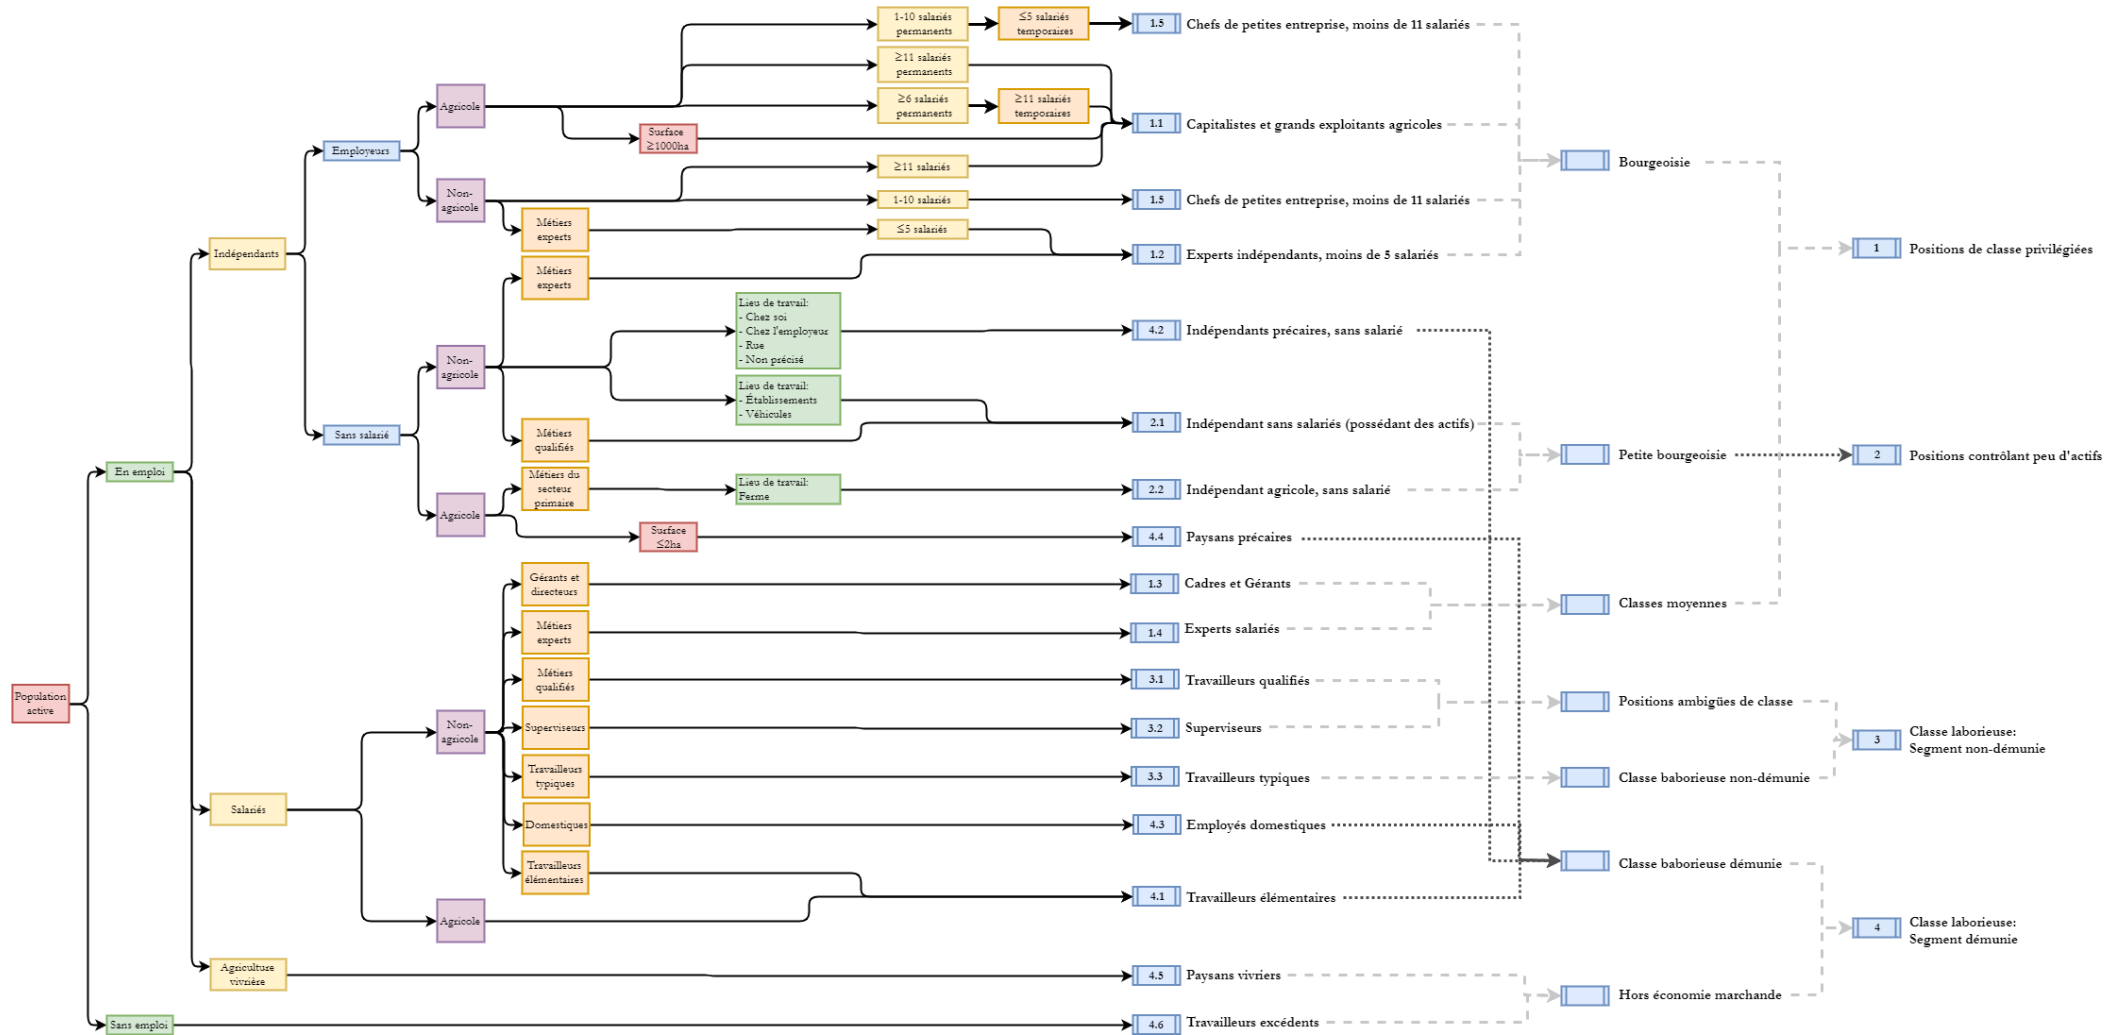 1-10 salariés
permanents
≤5 salariés
temporaires
1.5
Chefs de petites entreprise, moins de 11 salariés
≥11 salariés
permanents
Agricole
≥6 salariés
permanents
≥11 salariés
temporaires
Surface
≥1000ha
1.1
Capitalistes et grands exploitants agricoles
Employeurs
≥11 salariés
Bourgeoisie
Non-
agricole
1-10 salariés
1.5
Chefs de petites entreprise, moins de 11 salariés
Métiers
experts
≤5 salariés
Indépendants
1.2
Experts indépendants, moins de 5 salariés
1
Positions de classe privilégiées
Métiers
experts
Lieu de travail:
- Chez soi
- Chez l'employeur
- Rue
- Non précisé
4.2
Indépendants précaires, sans salarié
Non-
agricole
Lieu de travail:
- Établissements
- Véhicules
2.1
Indépendant sans salariés (possédant des actifs)
Sans salarié
Métiers
qualifiés
Petite bourgeoisie
2
Positions contrôlant peu d'actifs
En emploi
Métiers du
secteur
primaire
Lieu de travail:
Ferme
2.2
Indépendant agricole, sans salarié
Agricole
Surface
≤2ha
4.4
Paysans précaires
Gérants et
directeurs
1.3
Cadres et Gérants
Classes moyennes
Métiers
experts
1.4
Experts salariés
Métiers
qualifiés
3.1
Travailleurs qualifiés
Population
active
Positions ambigües de classe
Non-
agricole
Superviseurs
3.2
Superviseurs
3
Classe laborieuse:
Segment non-démunie
Travailleurs
typiques
3.3
Travailleurs typiques
Classe baborieuse non-démunie
Salariés
Domestiques
4.3
Employés domestiques
Travailleurs
élémentaires
Classe baborieuse démunie
4.1
Travailleurs élémentaires
Agricole
4
Classe laborieuse:
Segment démunie
Agriculture
vivrière
4.5
Paysans vivriers
Hors économie marchande
Sans emploi
4.6
Travailleurs excédents